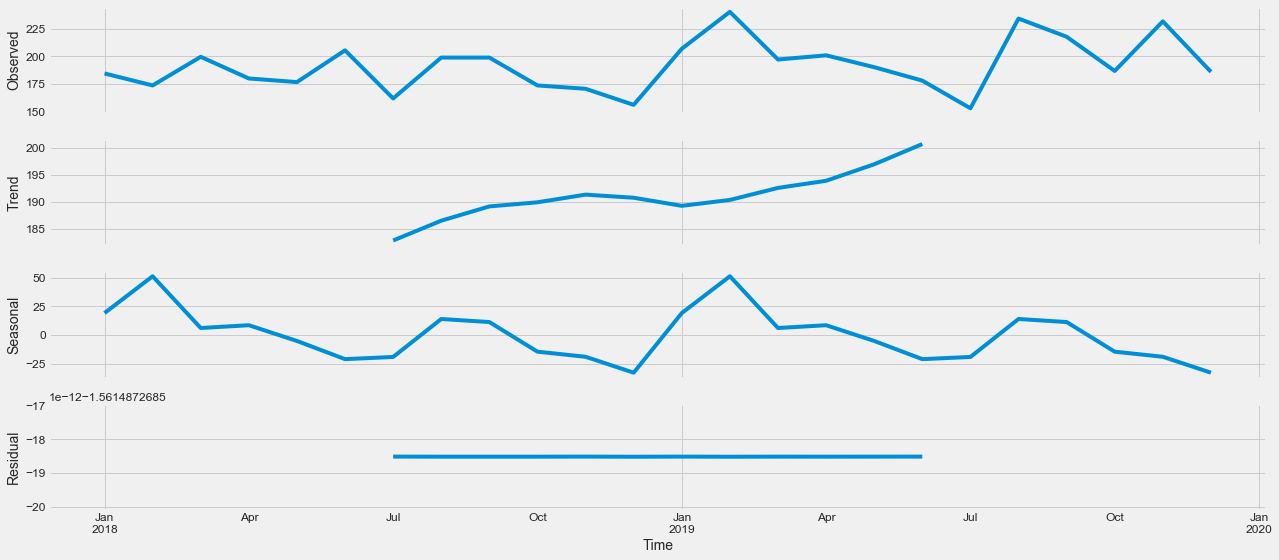 Observed
225
200
175
150
Trend
200
195
190
185
Seasonal
50
25
0
−25
1e−12−1.5614872685
Residual
−17
−18
−19
−20
Jan
2018
Apr
Jul
Oct
Jan
2019
Apr
Jul
Oct
Jan
2020
Time